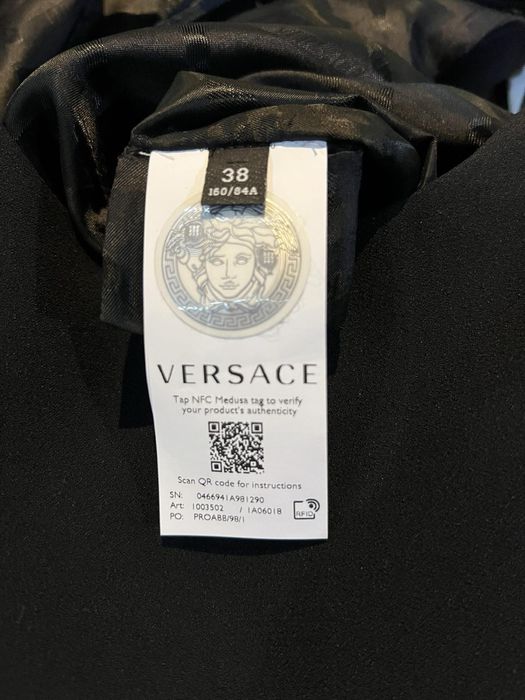 38
160/84A
VERSACE
Tap NFC Medusa tag to verify
your product's authenticity
Scan QR code for instructions
SN: 0466941A981290
Art: 1003502 / 1A06018
PO: PROABB/98/1
RFID